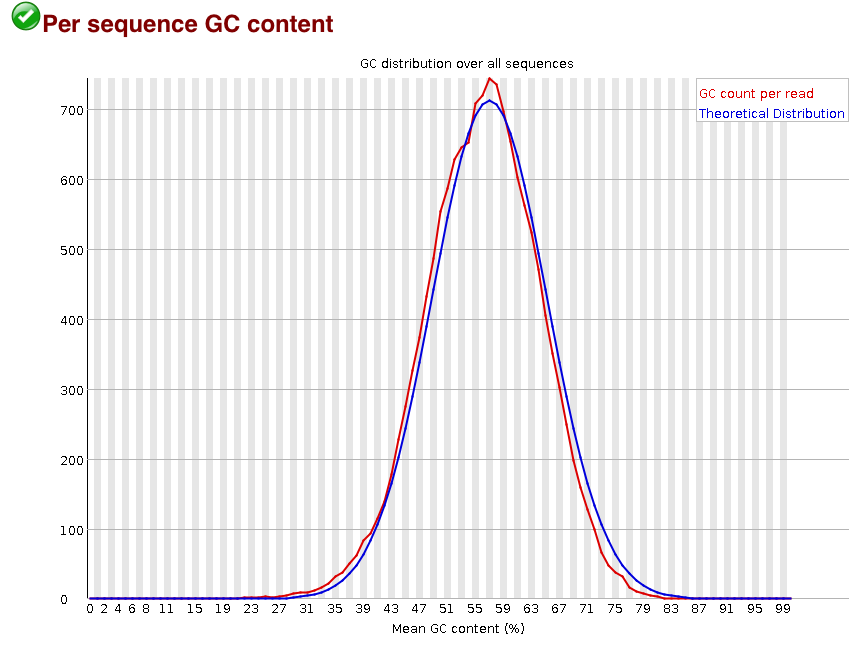 Per sequence GC content
GC distribution over all sequences
GC count per read
Theoretical Distribution
700
600
500
400
300
200
100
0
0 2 4 6 8 11 15 19 23 27 31 35 39 43 47 51 55 59 63 67 71 75 79 83 87 91 95 99
Mean GC content (%)